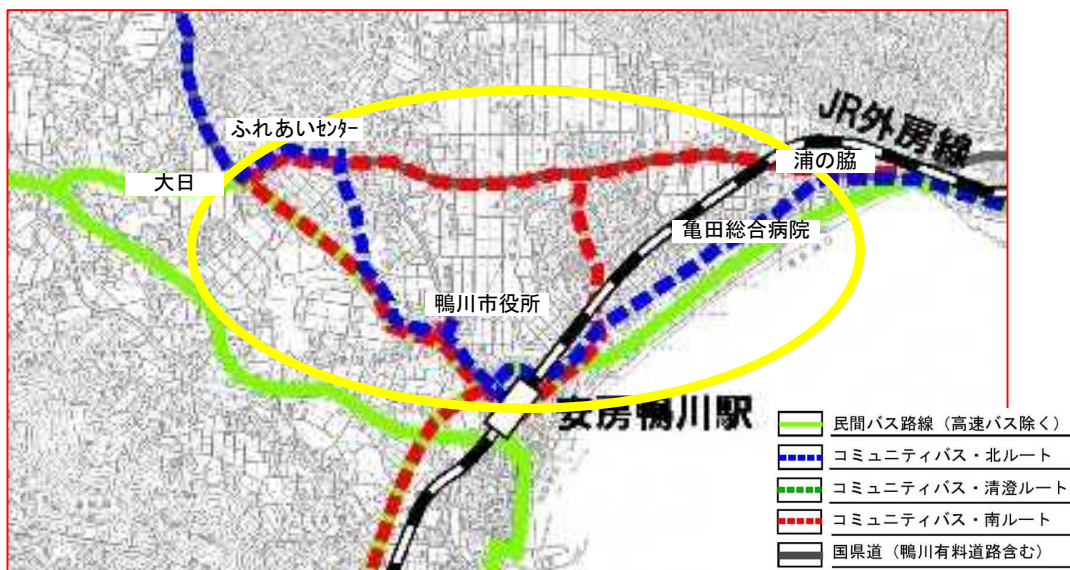 JR外房線
ふれあいセンター
浦の脇
大日
亀田総合病院
鴨川市役所
安房鴨川駅
民間バス路線（高速バス除く）
コミュニティバス・北ルート
コミュニティバス・清澄ルート
コミュニティバス・南ルート
国県道（鴨川有料道路含む）